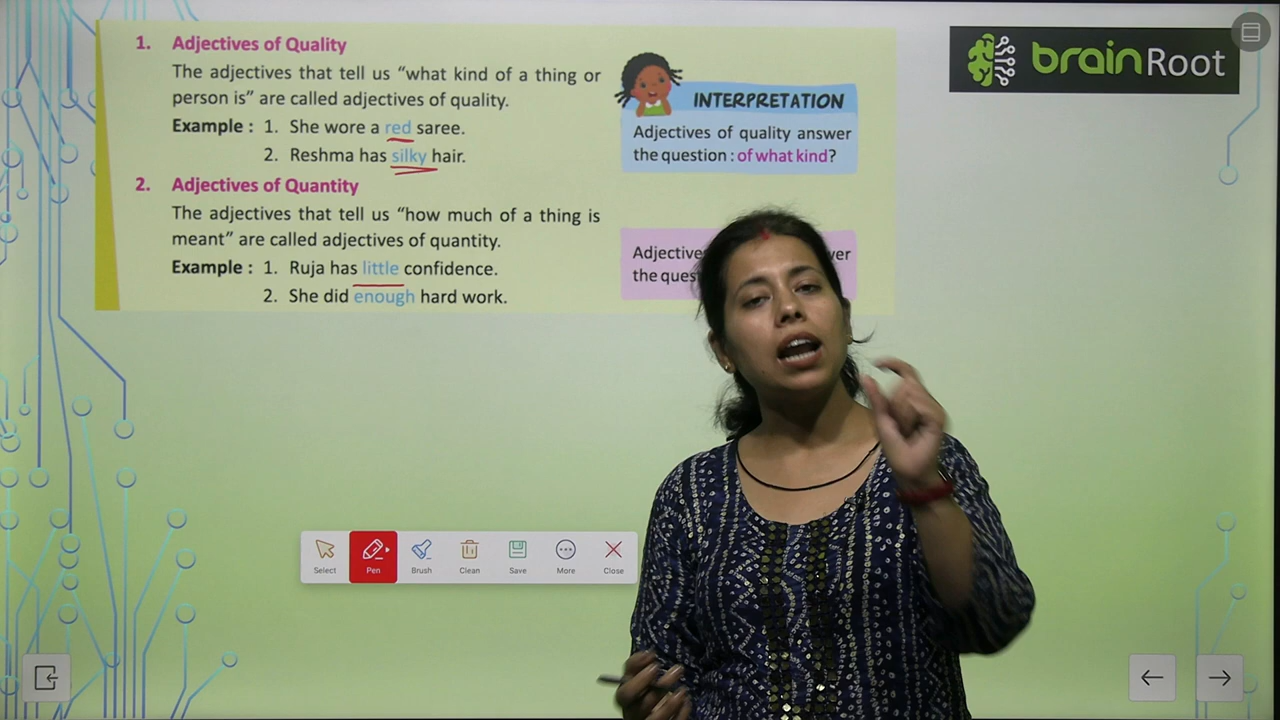 1. Adjectives of Quality
The adjectives that tell us “what kind of a thing or
person is” are called adjectives of quality.
Example : 1. She wore a red saree.
2. Reshma has silky hair.
2. Adjectives of Quantity
The adjectives that tell us “how much of a thing is
meant” are called adjectives of quantity.
Example : 1. Ruja has little confidence.
2. She did enough hard work.
INTERPRETATION
Adjectives of quality answer
the question : of what kind?
the
brainRoot
Select Pen Brush Clean Save More Close